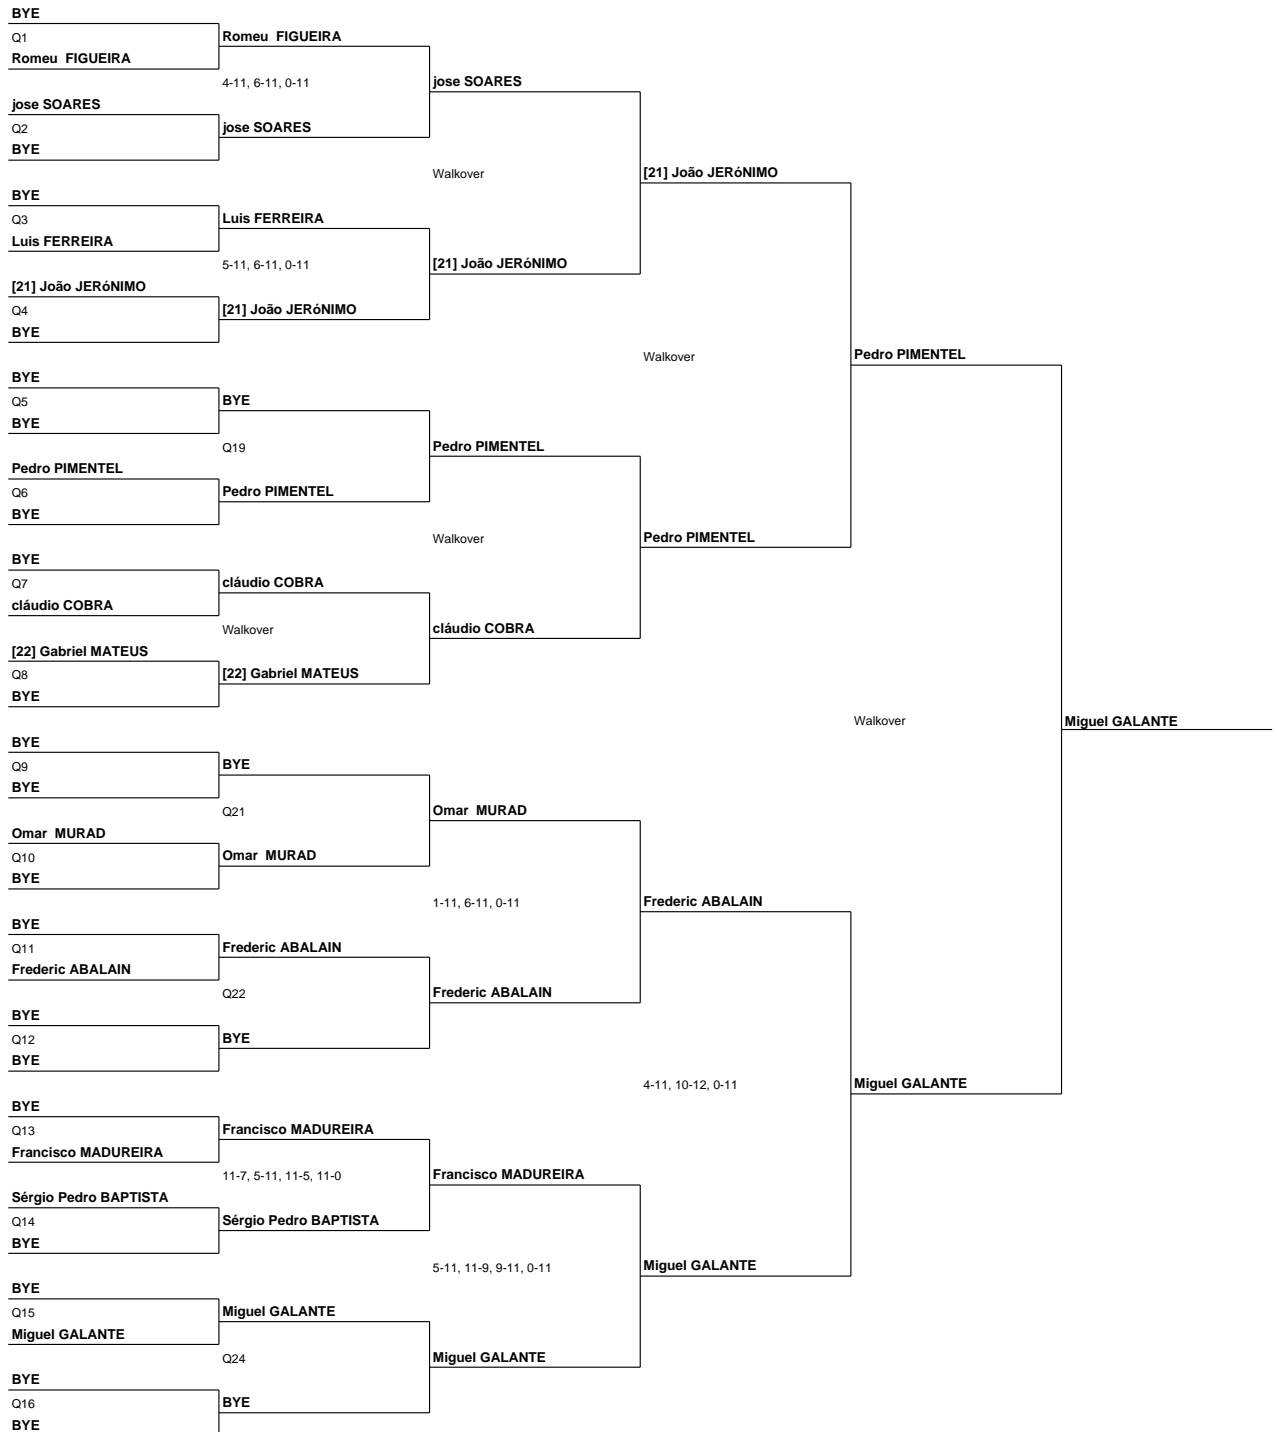 BYE
Q1
Romeu  FIGUEIRA
Romeu  FIGUEIRA
4-11, 6-11, 0-11
jose SOARES
jose SOARES
Q2
BYE
jose SOARES
Walkover
[21] João JERóNIMO
BYE
Q3
Luis FERREIRA
Luis FERREIRA
5-11, 6-11, 0-11
[21] João JERóNIMO
[21] João JERóNIMO
Q4
BYE
[21] João JERóNIMO
Walkover
Pedro PIMENTEL
BYE
Q5
BYE
BYE
Q19
Pedro PIMENTEL
Pedro PIMENTEL
Q6
BYE
Pedro PIMENTEL
Walkover
Pedro PIMENTEL
BYE
Q7
cláudio COBRA
cláudio COBRA
Walkover
cláudio COBRA
[22] Gabriel MATEUS
Q8
BYE
[22] Gabriel MATEUS
Walkover
Miguel GALANTE
BYE
Q9
BYE
BYE
Q21
Omar  MURAD
Omar  MURAD
Q10
BYE
Omar  MURAD
1-11, 6-11, 0-11
Frederic ABALAIN
BYE
Q11
Frederic ABALAIN
Frederic ABALAIN
Q22
Frederic ABALAIN
BYE
Q12
BYE
BYE
4-11, 10-12, 0-11
Miguel GALANTE
BYE
Q13
Francisco MADUREIRA
Francisco MADUREIRA
11-7, 5-11, 11-5, 11-0
Francisco MADUREIRA
Sérgio Pedro BAPTISTA
Q14
BYE
Sérgio Pedro BAPTISTA
5-11, 11-9, 9-11, 0-11
Miguel GALANTE
BYE
Q15
Miguel GALANTE
Miguel GALANTE
Q24
Miguel GALANTE
BYE
Q16
BYE
BYE